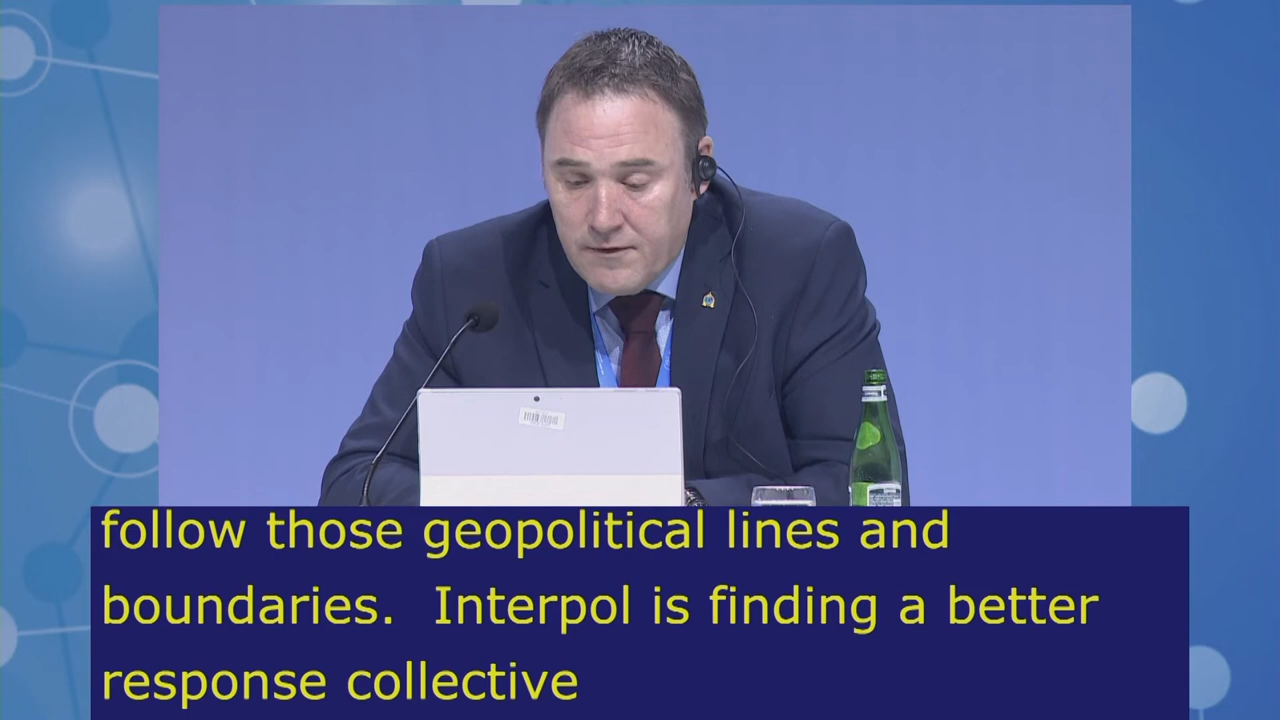 follow those geopolitical lines and
boundaries.  Interpol is finding a better
response collective